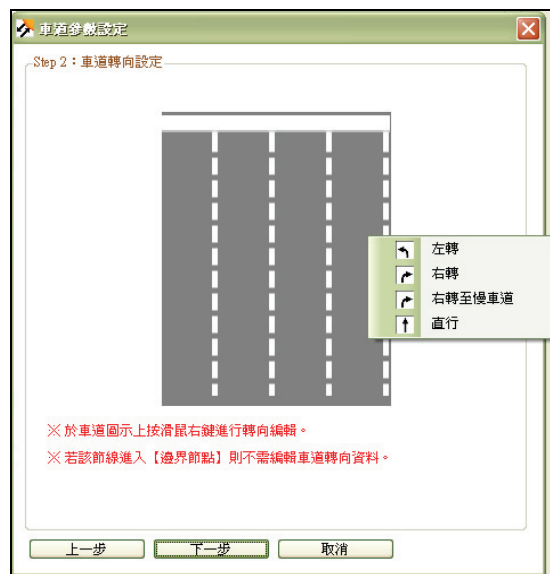 車道參數設定
Step 2：車道轉向設定
左轉
右轉
右轉至慢車道
直行
※於車道圖示上按滑鼠右鍵進行轉向編輯。
※若該節線進入【邊界節點】則不需編輯車道轉向資料。
上一步
下一步
取消